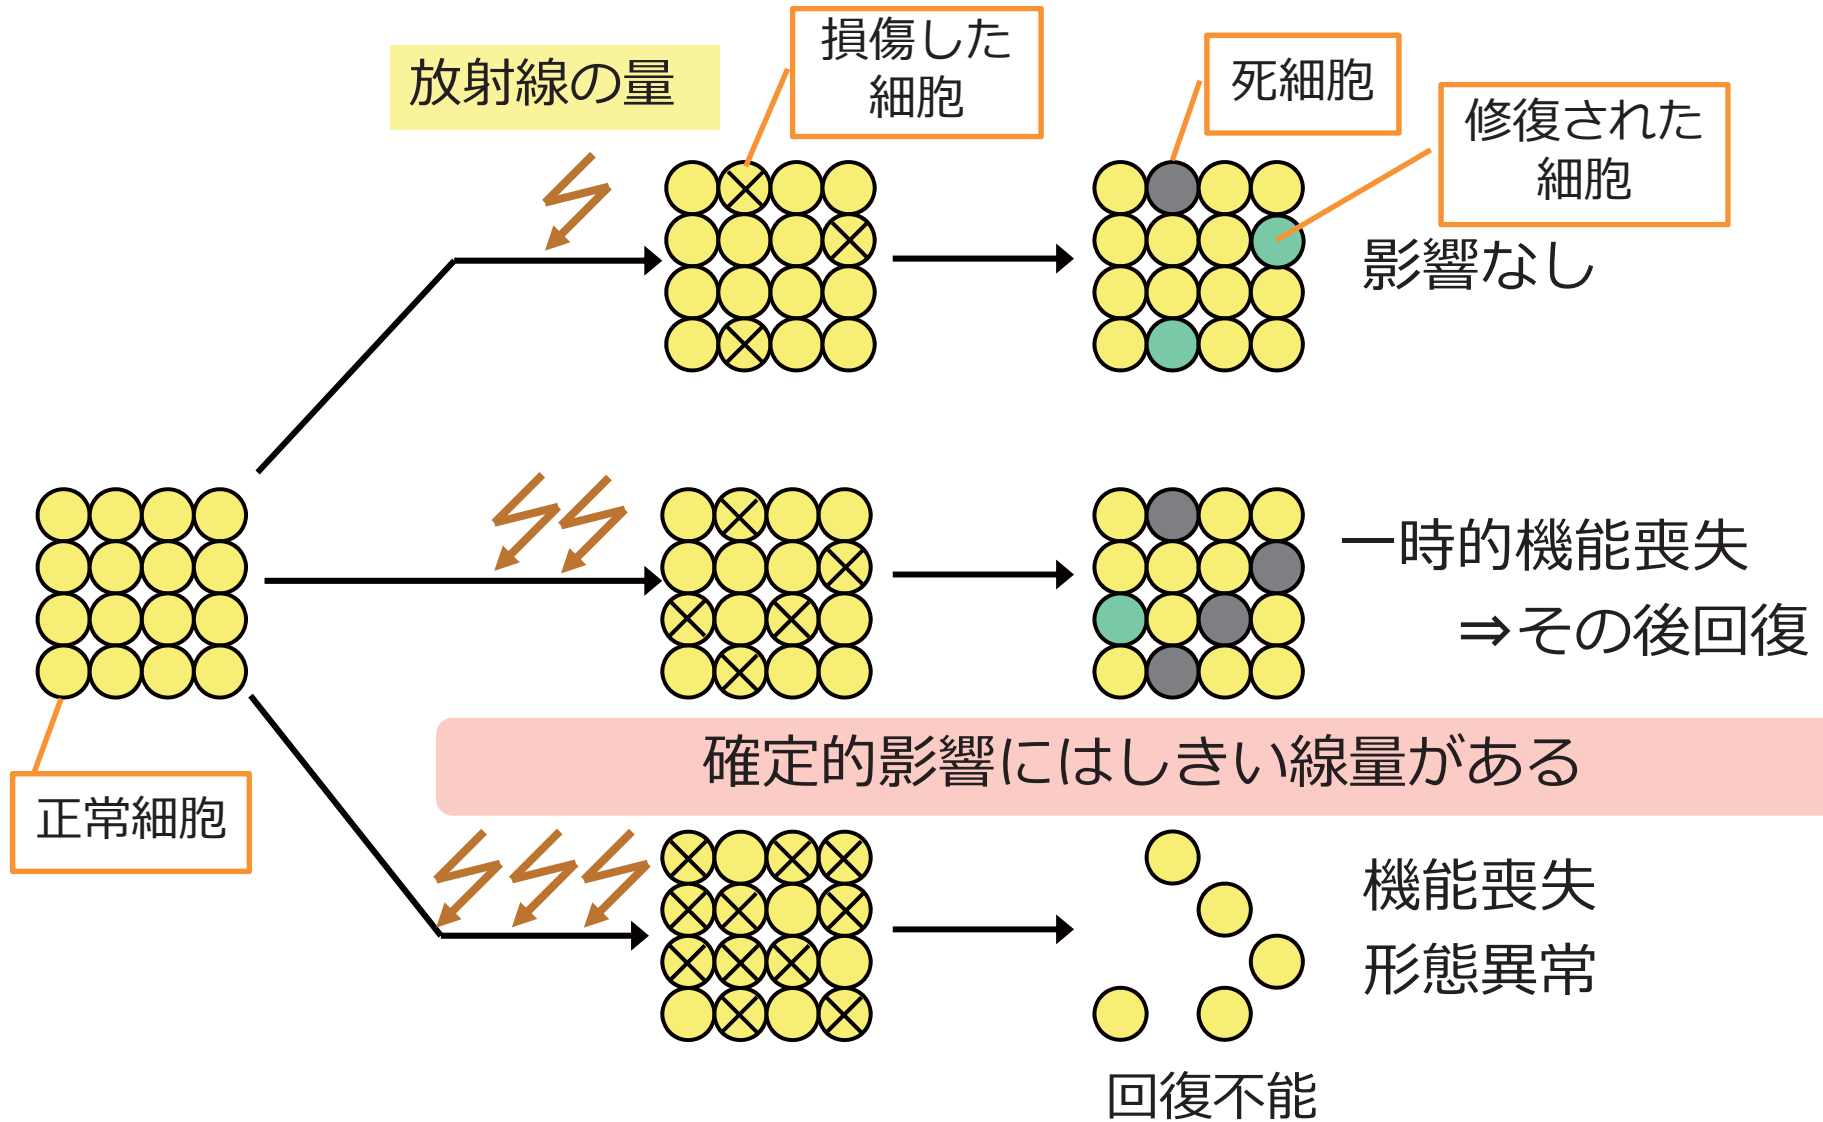 放射線の量
損傷した
細胞
死細胞
修復された
細胞
影響なし
一時的機能喪失
⇒その後回復
確定的影響にはしきい線量がある
正常細胞
機能喪失
形態異常
回復不能